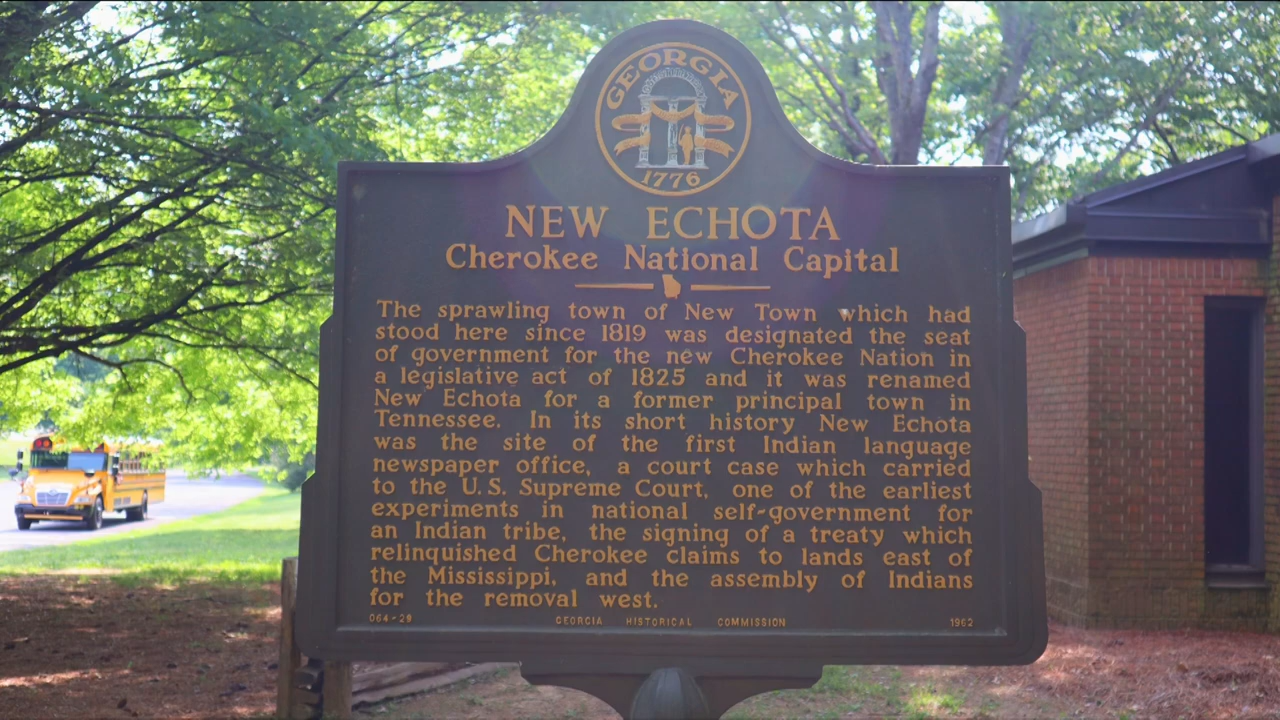 GEORGIA
1776
NEW ECHOTA
Cherokee National Capital
The sprawling town of New Town which had
stood here since 1819 was designated the seat
of government for the new Cherokee Nation in
a legislative act of 1825 and it was renamed
New Echota for a former principal town in
Tennessee. In its short history New Echota
was the site of the first Indian language
newspaper office, a court case which carried
to the U.S. Supreme Court, one of the earliest
experiments in national self-government for
an Indian tribe, the signing of a treaty which
relinquished Cherokee claims to lands east of
the Mississippi, and the assembly of Indians
for the removal west.
064-29 GEORGIA HISTORICAL COMMISSION 1962